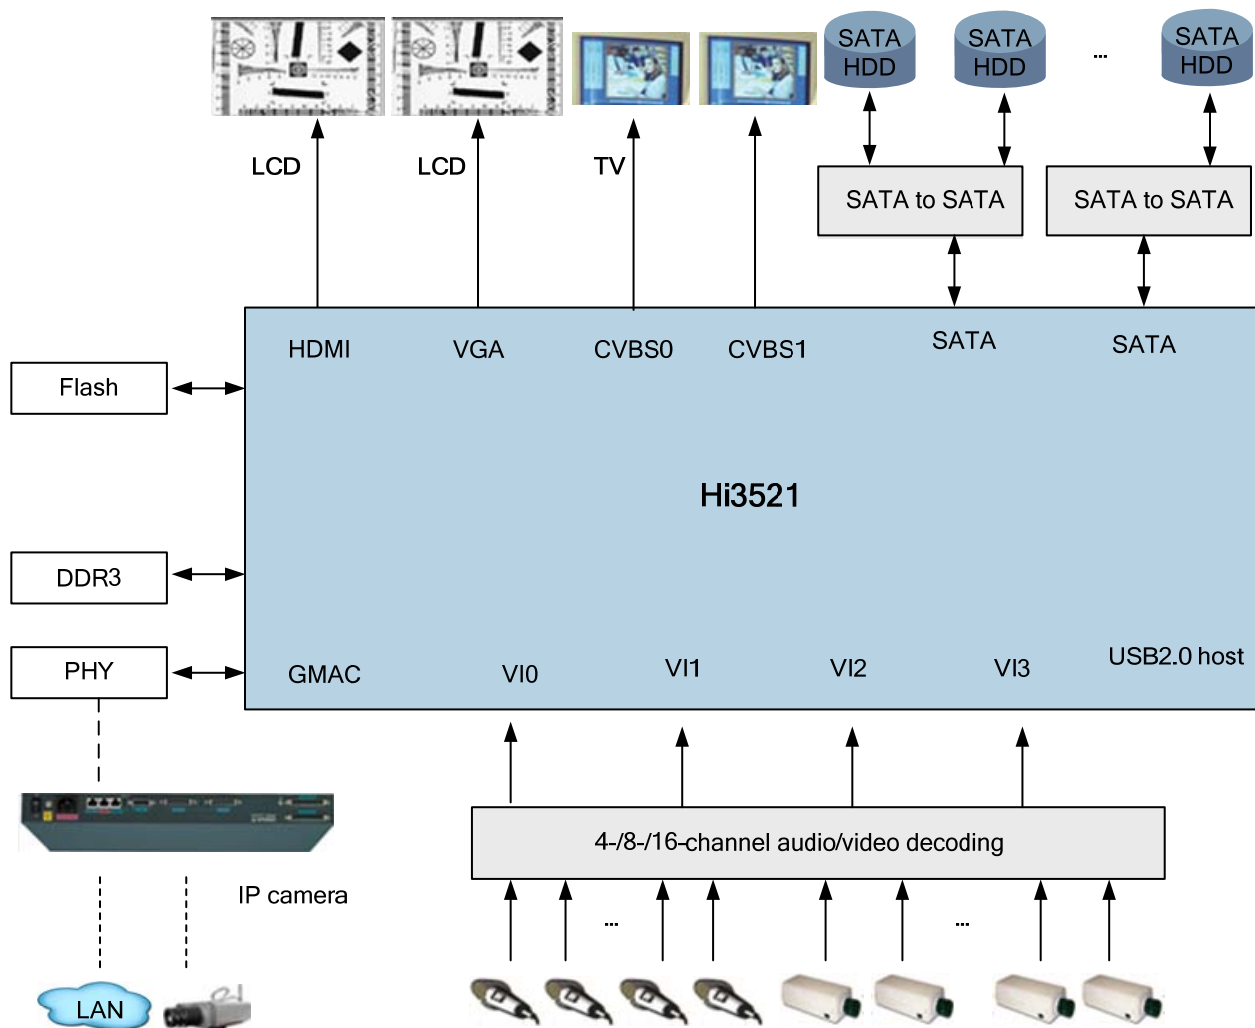 SATA HDD
SATA HDD
...
SATA HDD
LCD
LCD
TV
SATA to SATA
SATA to SATA
HDMI
VGA
CVBS0
CVBS1
SATA
SATA
Flash
Hi3521
DDR3
PHY
GMAC
VI0
VI1
VI2
VI3
USB2.0 host
4-/8-/16-channel audio/video decoding
IP camera
...
...
LAN